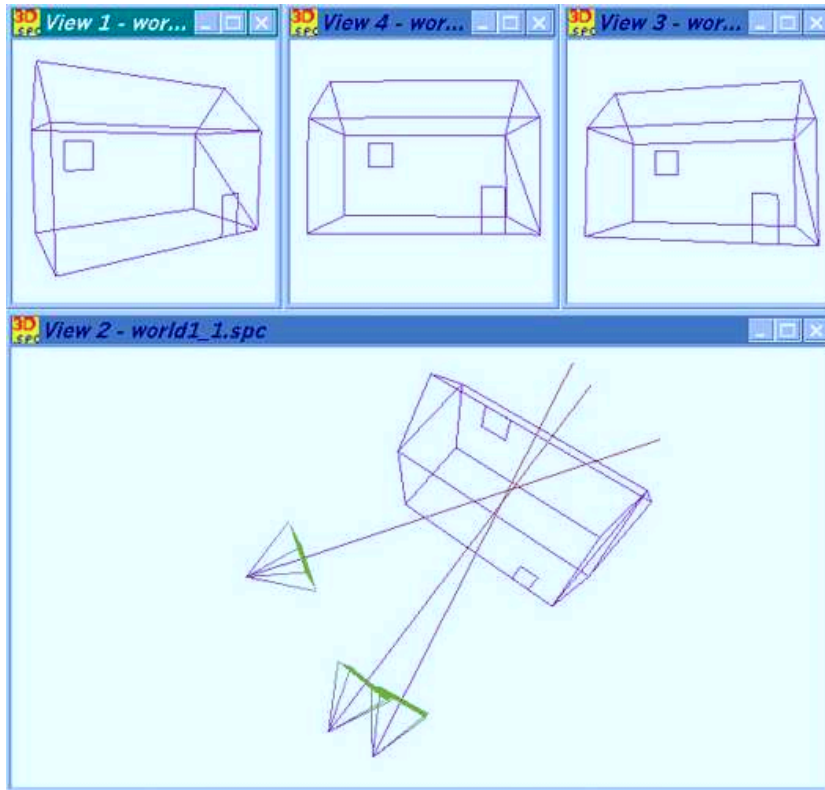 3D .spc View 1 - wor...
3D .spc View 4 - wor...
3D .spc View 3 - wor...
3D .spc View 2 - world1_1.spc